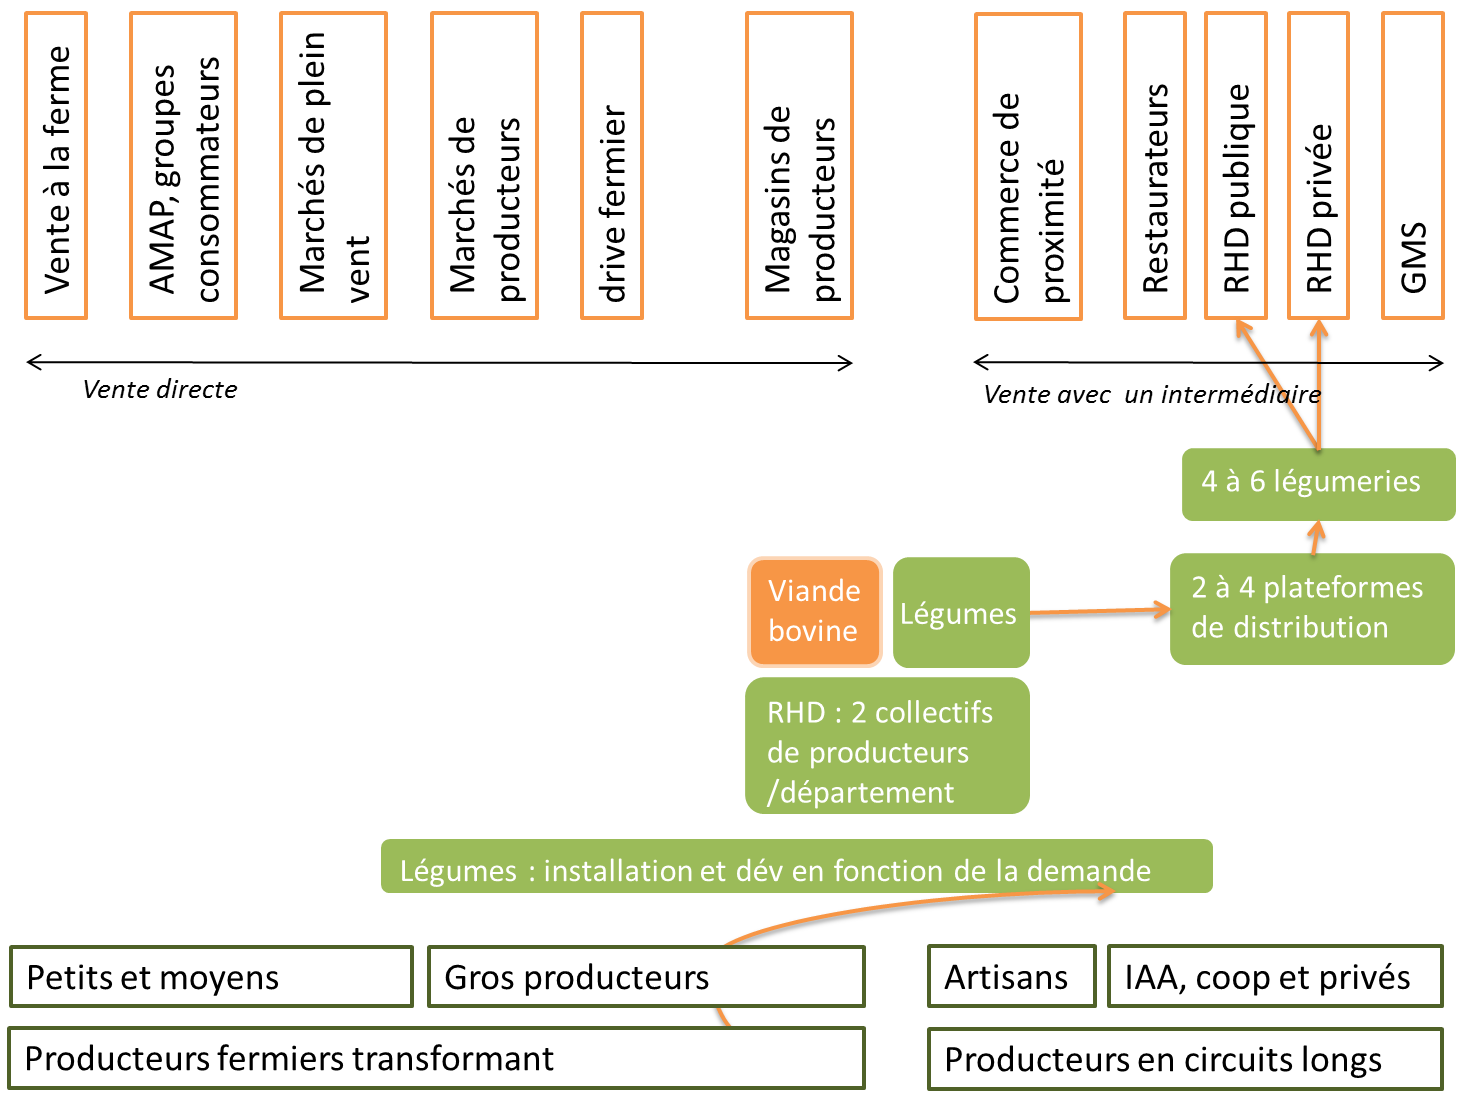 Vente à la ferme
AMAP, groupes
consommateurs
Marchés de plein
vent
Marchés de
producteurs
drive fermier
Magasins de
producteurs
Commerce de
proximité
Restaurateurs
RHD publique
RHD privée
GMS
Vente directe
Vente avec  un intermédiaire
4 à 6 légumeries
Viande
bovine
Légumes
2 à 4 plateformes
de distribution
RHD : 2 collectifs
de producteurs
/département
Légumes : installation et dév en fonction de la demande
Petits et moyens
Gros producteurs
Artisans
IAA, coop et privés
Producteurs fermiers transformant
Producteurs en circuits longs